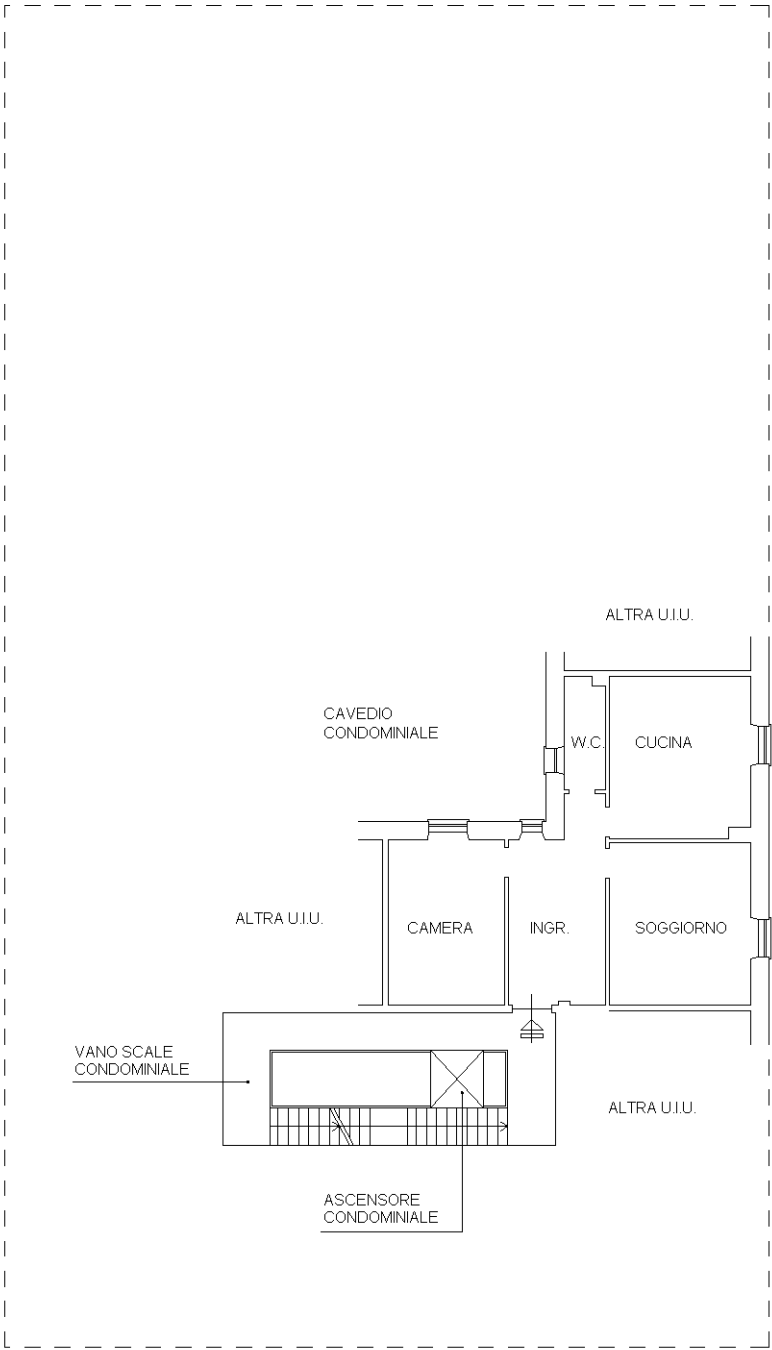 ALTRA U.I.U.
CAVEDIO
CONDOMINIALE
W.C.
CUCINA
ALTRA U.I.U.
CAMERA
INGR.
SOGGIORNO
VANO SCALE
CONDOMINIALE
ALTRA U.I.U.
ASCENSORE
CONDOMINIALE